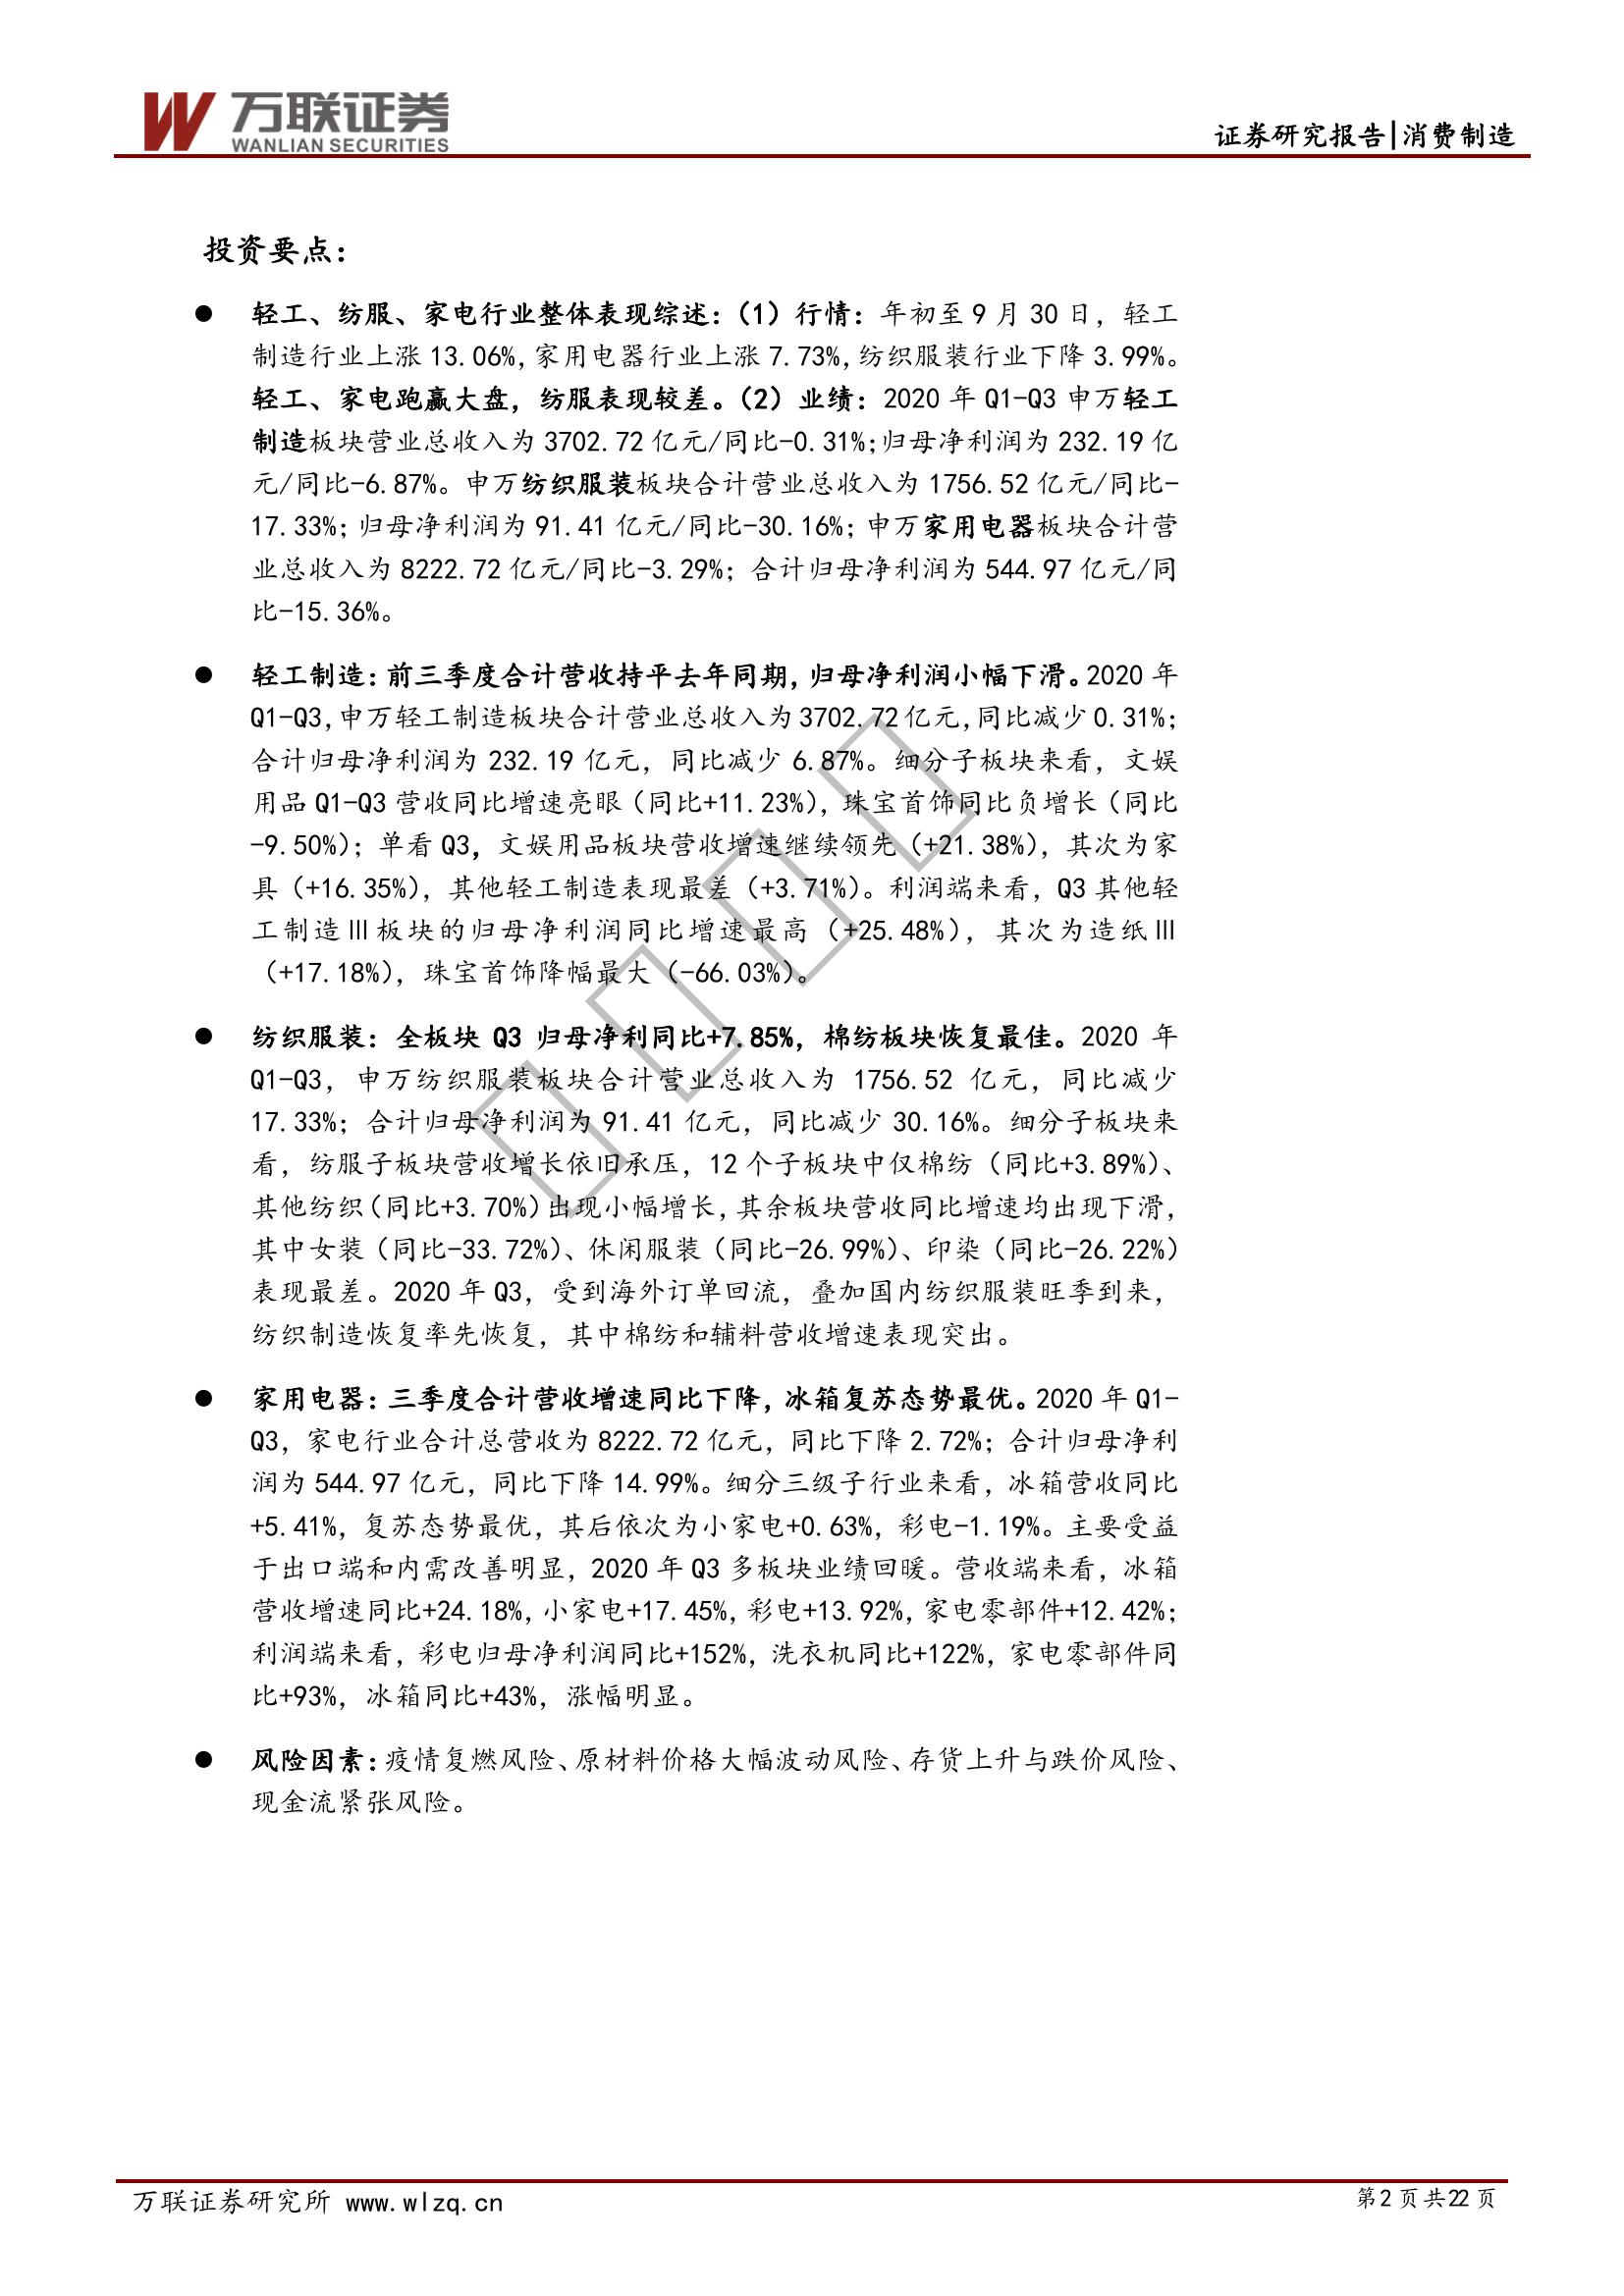 万联证券
WANLIAN SECURITIES
证券研究报告|消费制造
投资要点：
● 轻工、纺服、家电行业整体表现综述：（1）行情：年初至9月30日，轻工
制造行业上涨13.06%,家用电器行业上涨7.73%,纺织服装行业下降3.99%。
轻工、家电跑赢大盘，纺服表现较差。（2）业绩：2020年Q1-Q3申万轻工
制造板块营业总收入为3702.72亿元/同比-0.31%;归母净利润为232.19亿
元/同比-6.87%。申万纺织服装板块合计营业总收入为1756.52亿元/同比-
17.33%；归母净利润为91.41亿元/同比-30.16%；申万家用电器板块合计营
业总收入为8222.72亿元/同比-3.29%；合计归母净利润为544.97亿元/同
比-15.36%。
● 轻工制造：前三季度合计营收持平去年同期，归母净利润小幅下滑。2020年
Q1-Q3,申万轻工制造板块合计营业总收入为3702.72亿元,同比减少0.31%；
合计归母净利润为232.19亿元，同比减少6.87%。细分子板块来看，文娱
用品Q1-Q3营收同比增速亮眼（同比+11.23%），珠宝首饰同比负增长（同比
-9.50%）；单看Q3，文娱用品板块营收增速继续领先（+21.38%），其次为家
具（+16.35%），其他轻工制造表现最差（+3.71%）。利润端来看，Q3其他轻
工制造Ⅲ板块的归母净利润同比增速最高（+25.48%），其次为造纸Ⅲ
（+17.18%），珠宝首饰降幅最大（-66.03%）。
● 纺织服装：全板块Q3归母净利同比+7.85%，棉纺板块恢复最佳。2020年
Q1-Q3，申万纺织服装板块合计营业总收入为1756.52亿元，同比减少
17.33%；合计归母净利润为91.41亿元，同比减少30.16%。细分子板块来
看，纺服子板块营收增长依旧承压，12个子板块中仅棉纺（同比+3.89%）、
其他纺织（同比+3.70%）出现小幅增长，其余板块营收同比增速均出现下滑，
其中女装（同比-33.72%）、休闲服装（同比-26.99%）、印染（同比-26.22%）
表现最差。2020年Q3，受到海外订单回流，叠加国内纺织服装旺季到来，
纺织制造恢复率先恢复，其中棉纺和辅料营收增速表现突出。
● 家用电器：三季度合计营收增速同比下降，冰箱复苏态势最优。2020年Q1-
Q3，家电行业合计总营收为8222.72亿元，同比下降2.72%；合计归母净利
润为544.97亿元，同比下降14.99%。细分三级子行业来看，冰箱营收同比
+5.41%，复苏态势最优，其后依次为小家电+0.63%，彩电-1.19%。主要受益
于出口端和内需改善明显，2020年Q3多板块业绩回暖。营收端来看，冰箱
营收增速同比+24.18%,小家电+17.45%,彩电+13.92%,家电零部件+12.42%；
利润端来看，彩电归母净利润同比+152%，洗衣机同比+122%，家电零部件同
比+93%，冰箱同比+43%，涨幅明显。
● 风险因素：疫情复燃风险、原材料价格大幅波动风险、存货上升与跌价风险、
现金流紧张风险。
万联证券研究所 www.wlzq.cn
第2页共22页